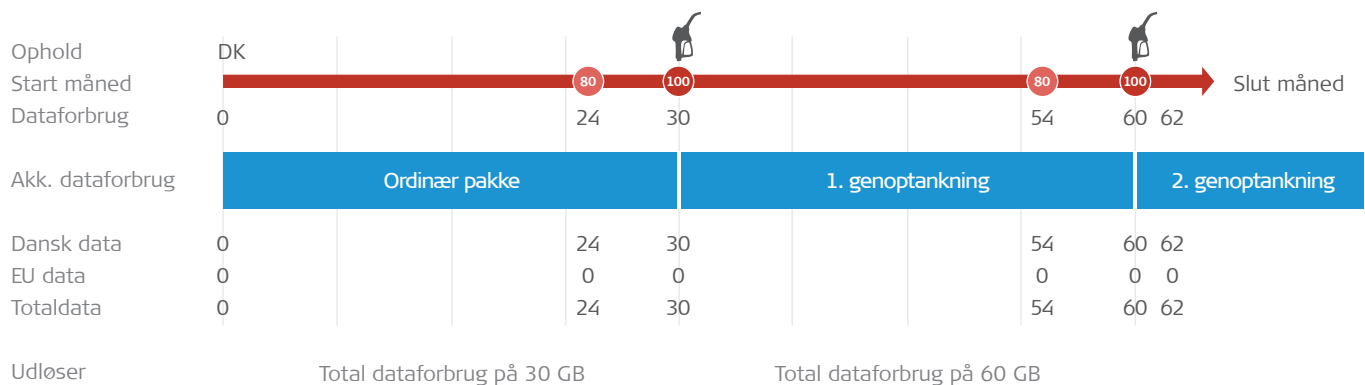 Ophold DK
Start måned 80 100 80 100 Slut måned
Dataforbrug 0 24 30 54 60 62
Akk. dataforbrug Ordinær pakke 1. genoptankning 2. genoptankning
Dansk data 0 24 30 54 60 62
EU data 0 0 0 0 0 0
Totaldata 0 24 30 54 60 62
Udløser Total dataforbrug på 30 GB Total dataforbrug på 60 GB